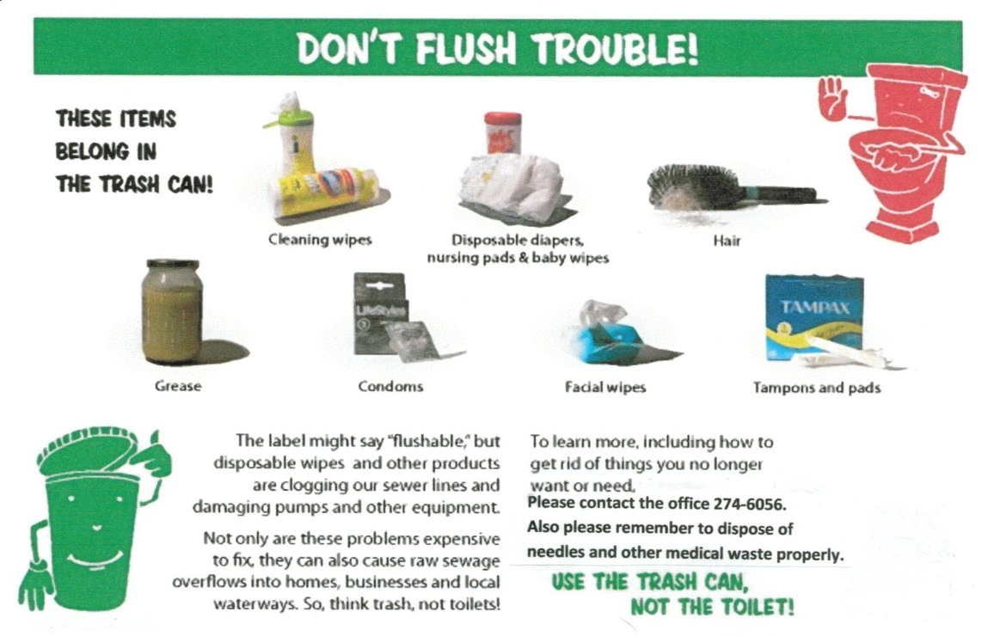 DON'T FLUSH TROUBLE!
THESE ITEMS
BELONG IN
THE TRASH CAN!
Cleaning wipes
Disposable diapers,
nursing pads & baby wipes
Hair
LifeStyles
TAMPAX
Grease
Condoms
Facial wipes
Tampons and pads
The label might say “flushable,” but
disposable wipes and other products
are clogging our sewer lines and
damaging pumps and other equipment.
Not only are these problems expensive
to fix, they can also cause raw sewage
overflows into homes, businesses and local
waterways. So, think trash, not toilets!
To learn more, including how to
get rid of things you no longer
want or need,
Please contact the office 274-6056.
Also please remember to dispose of
needles and other medical waste properly.
USE THE TRASH CAN,
NOT THE TOILET!